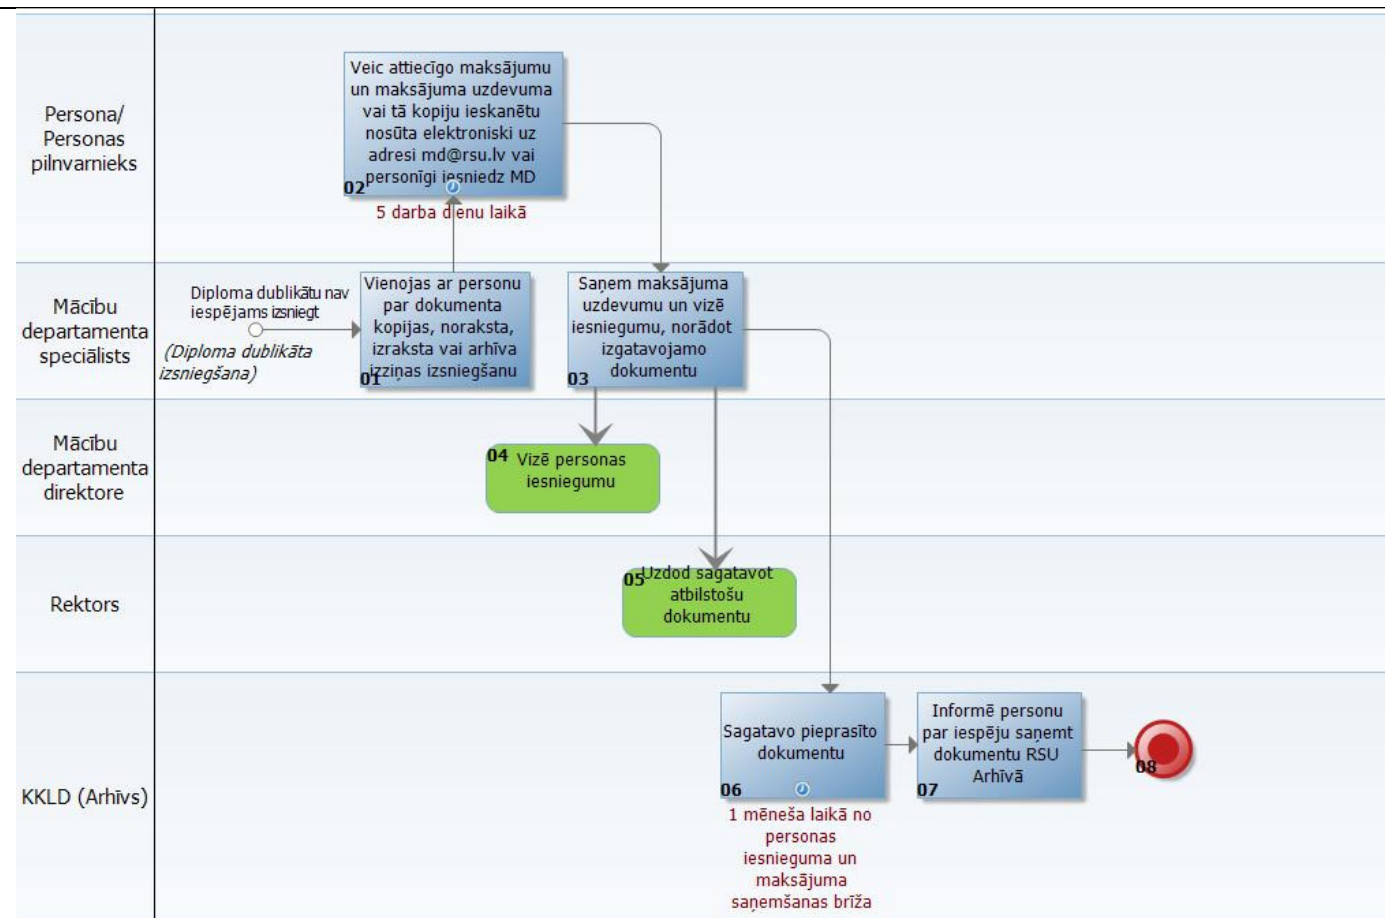 Persona/
Personas
pilnvarnieks
Veic attiecīgo maksājumu
un maksājuma uzdevuma
vai tā kopiju ieskanētu
nosūta elektroniski uz
adresi md@rsu.lv vai
personīgi iesniedz MD
02
5 darba dienu laikā
Mācību
departamenta
speciālists
Diploma dublikātu nav
iespējams izsniegt
(Diploma dublikāta
izsniegšana)
Vienojas ar personu
par dokumenta
kopijas, noraksta,
izraksta vai arhīva
izziņas izsniegšanu
01
Saņem maksājuma
uzdevumu un vizē
iesniegumu, norādot
izgatavojamo
dokumentu
03
Mācību
departamenta
direktore
04
Vizē personas
iesniegumu
Rektors
05
Uzdod sagatavot
atbilstošu
dokumentu
KKLD (Arhīvs)
Sagatavo pieprasīto
dokumentu
06
1 mēneša laikā no
personas
iesnieguma un
maksājuma
saņemšanas brīža
Informē personu
par iespēju saņemt
dokumentu RSU
Arhīvā
07
08